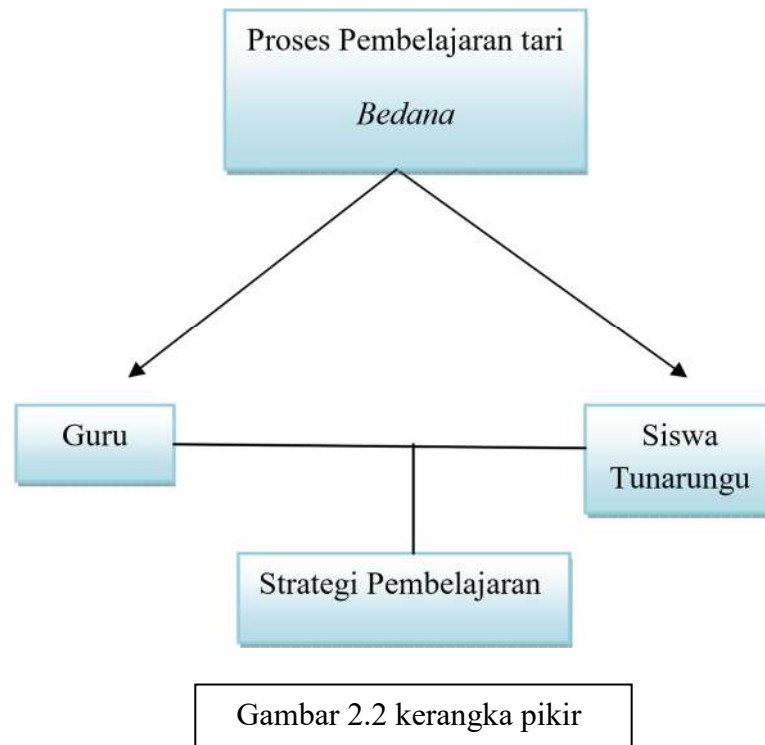 Proses Pembelajaran tari
Bedana
Guru
Siswa
Tunarungu
Strategi Pembelajaran
Gambar 2.2 kerangka pikir